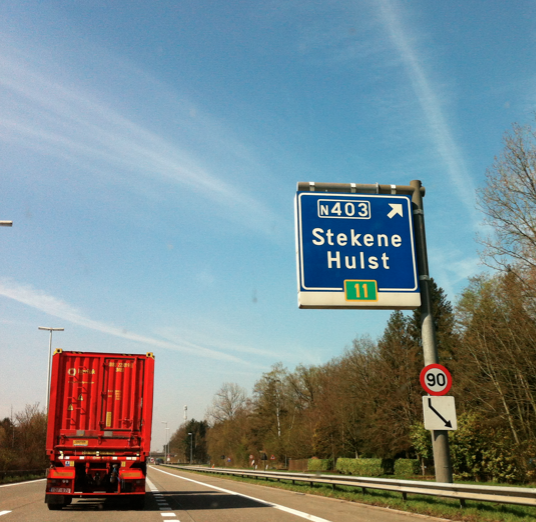 N403
Stekene
Hulst
11
90